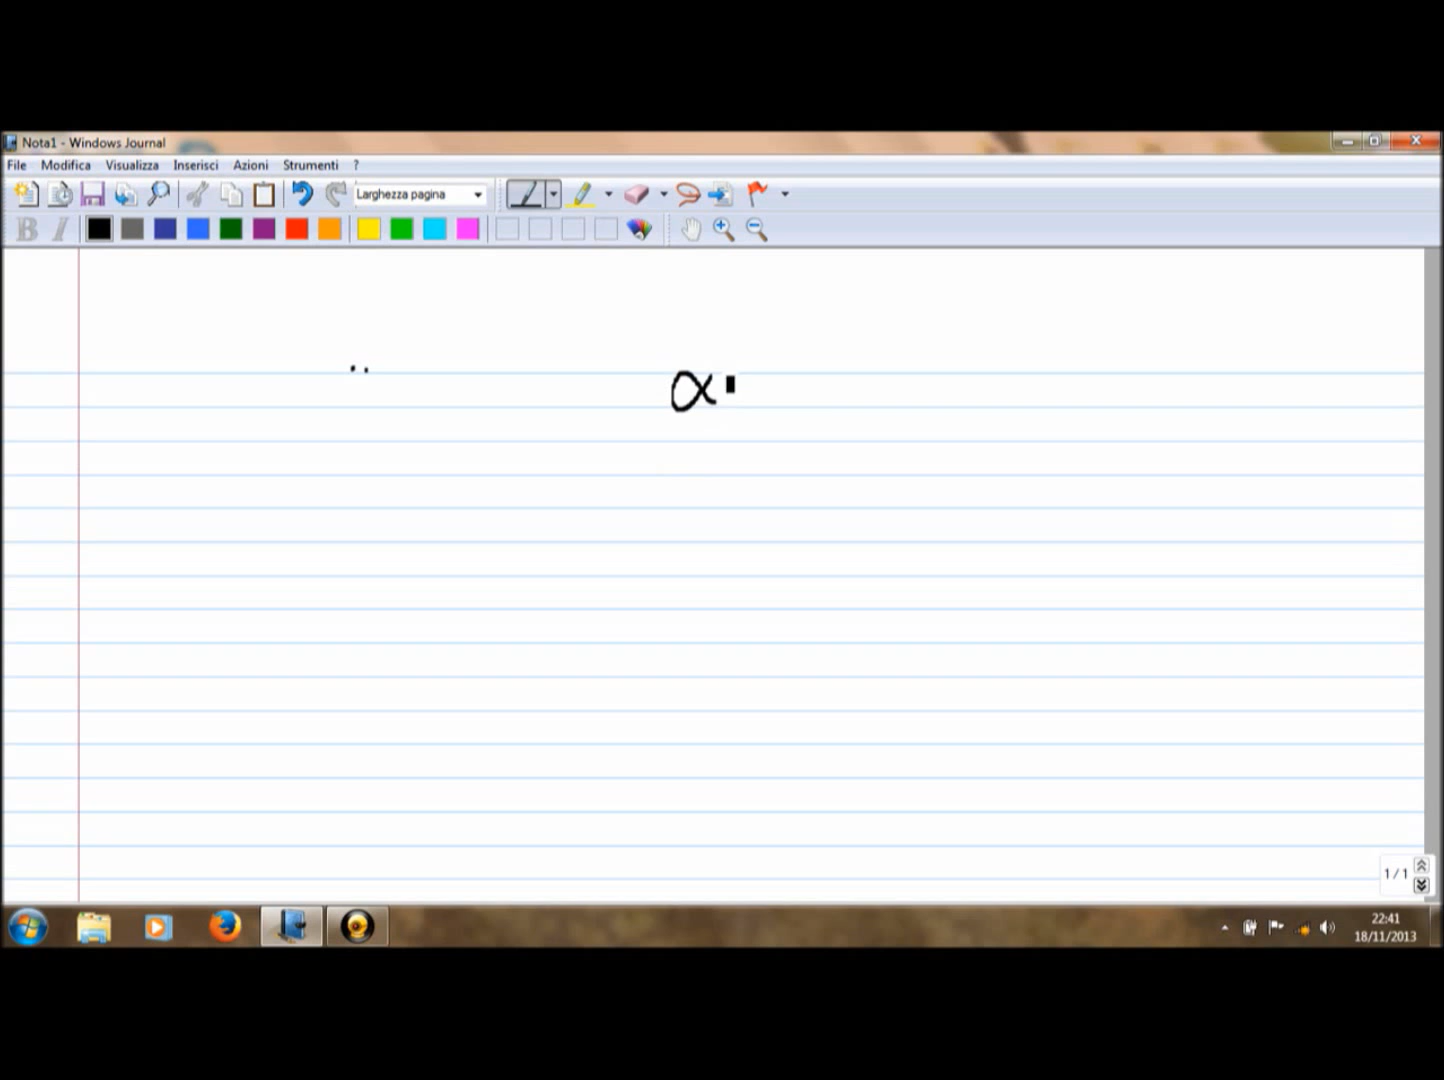 Nota1 - Windows Journal
File Modifica Visualizza Inserisci Azioni Strumenti ?
Larghezza pagina
B I
α
1 / 1
22:41
18/11/2013